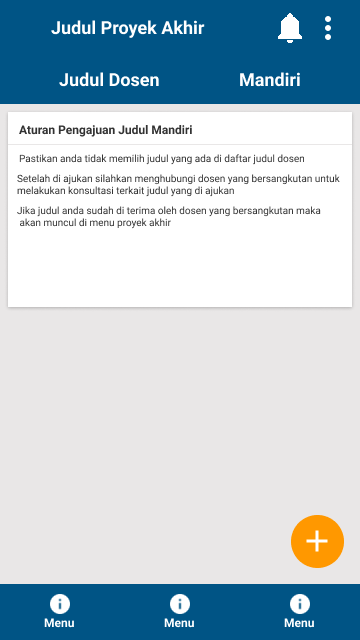 Judul Proyek Akhir
Judul Dosen Mandiri
Aturan Pengajuan Judul Mandiri
Pastikan anda tidak memilih judul yang ada di daftar judul dosen
Setelah di ajukan silahkan menghubungi dosen yang bersangkutan untuk
melakukan konsultasi terkait judul yang di ajukan
Jika judul anda sudah di terima oleh dosen yang bersangkutan maka
akan muncul di menu proyek akhir
Menu Menu Menu